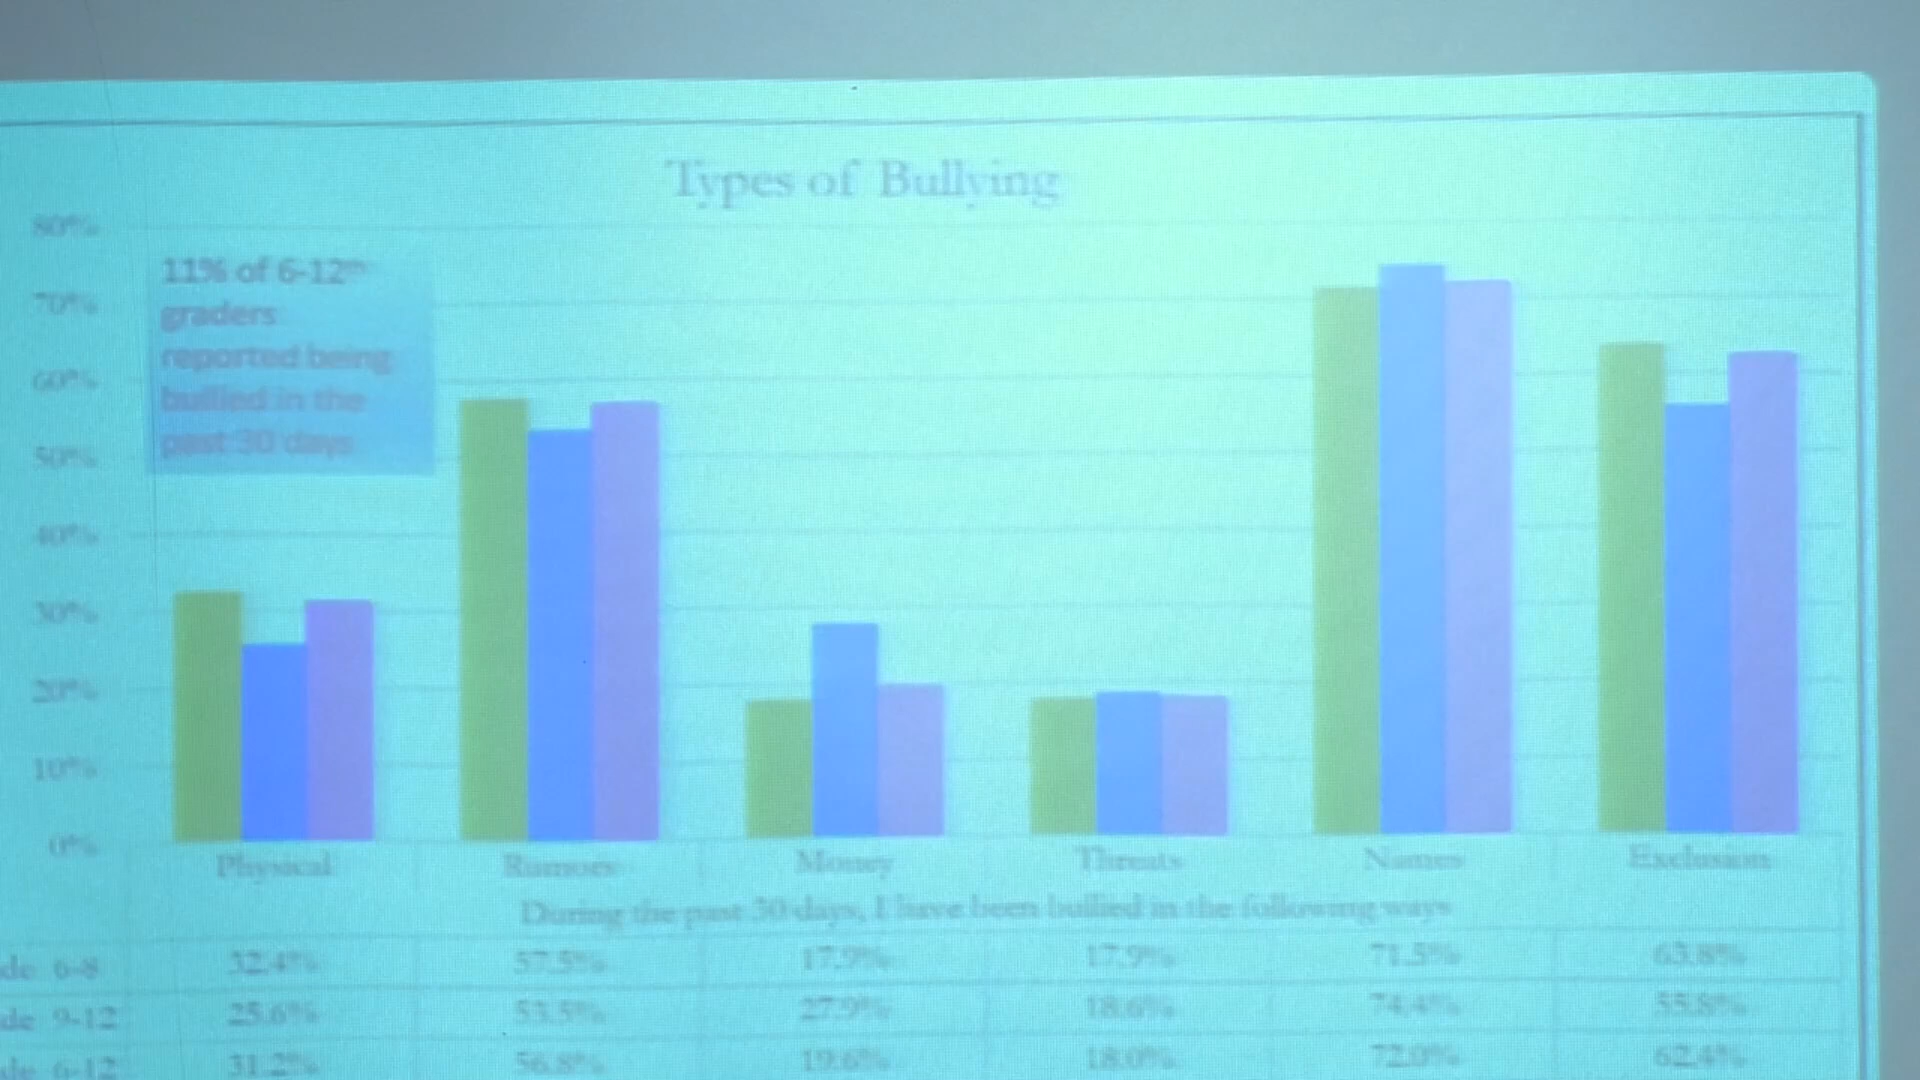 Types of Bullying
80%
11% of 6-12th
graders
reported being
bullied in the
past 30 days
70%
60%
50%
40%
30%
20%
10%
0%
Physical Rumors Money Threats Names Exclusion
During the past 30 days, I have been bullied in the following ways
de 6-8 32.4% 57.5% 17.9% 17.9% 71.5% 63.8%
de 9-12 25.6% 53.5% 27.9% 18.6% 74.4% 55.8%
de 6-12 31.2% 56.8% 19.6% 18.0% 72.0% 62.4%